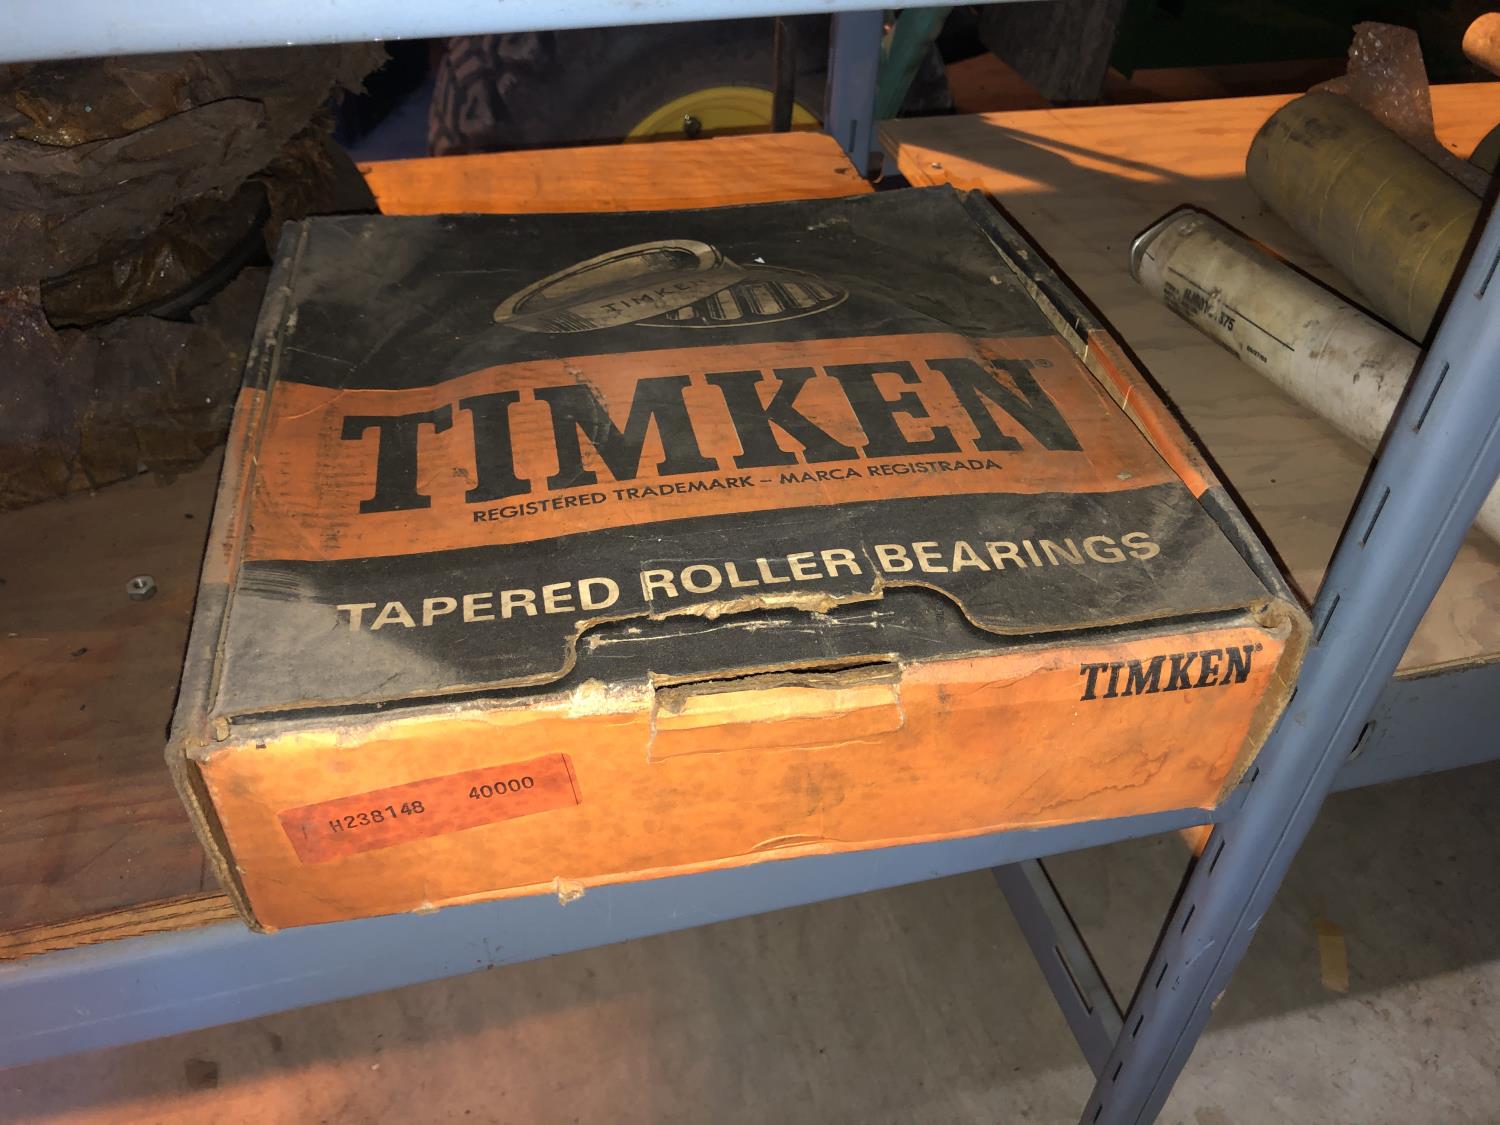 TIMKEN
TIMKEN®
REGISTERED TRADEMARK – MARCA REGISTRADA
TAPERED ROLLER BEARINGS
TIMKEN®
H238148 40000